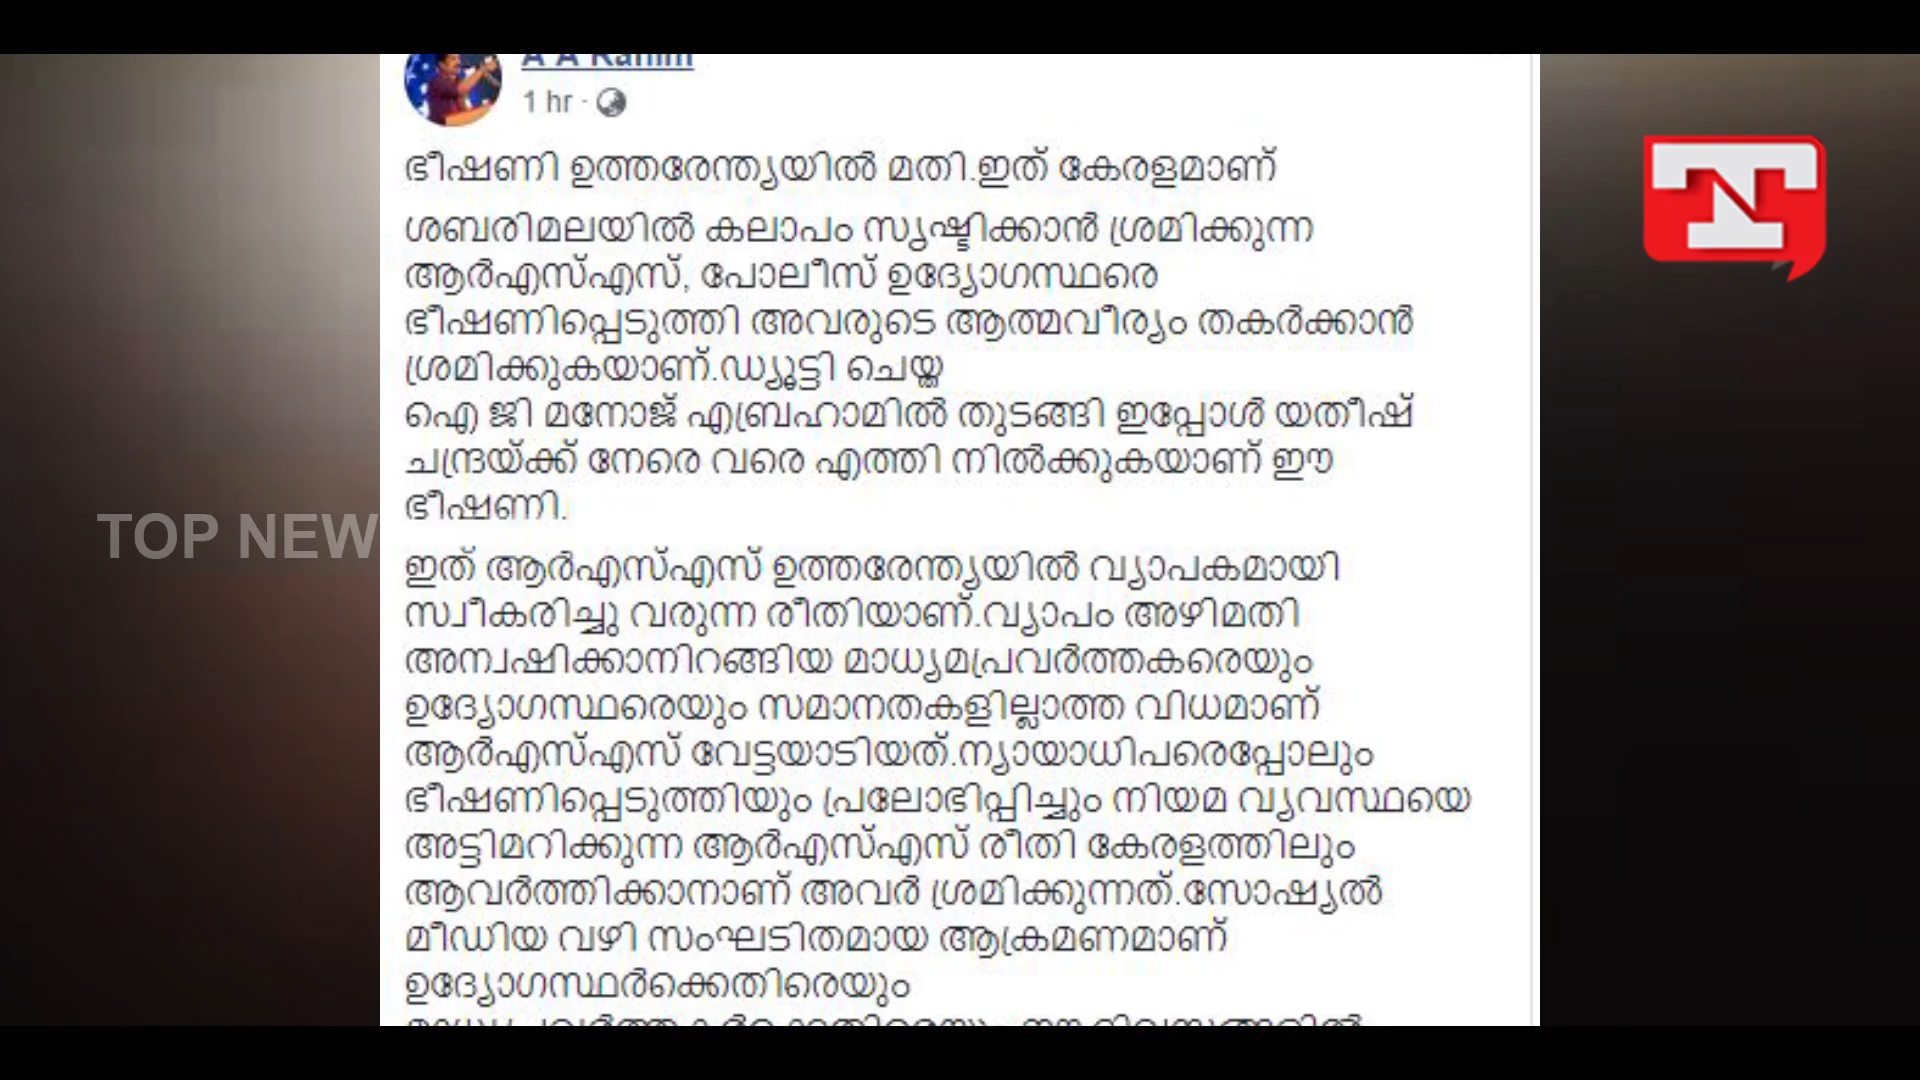 A A Rahim
1 hr ·
ഭീഷണി ഉത്തരേന്ത്യയിൽ മതി.ഇത് കേരളമാണ്
ശബരിമലയിൽ കലാപം സൃഷ്ടിക്കാൻ ശ്രമിക്കുന്ന
ആർഎസ്എസ്, പോലീസ് ഉദ്യോഗസ്ഥരെ
ഭീഷണിപ്പെടുത്തി അവരുടെ ആത്മവീര്യം തകർക്കാൻ
ശ്രമിക്കുകയാണ്.ഡ്യൂട്ടി ചെയ്ത
ഐ ജി മനോജ് എബ്രഹാമിൽ തുടങ്ങി ഇപ്പോൾ യതീഷ്
ചന്ദ്രയ്ക്ക് നേരെ വരെ എത്തി നിൽക്കുകയാണ് ഈ
ഭീഷണി.
TOP NEW
ഇത് ആർഎസ്എസ് ഉത്തരേന്ത്യയിൽ വ്യാപകമായി
സ്വീകരിച്ചു വരുന്ന രീതിയാണ്.വ്യാപം അഴിമതി
അന്വഷിക്കാനിറങ്ങിയ മാധ്യമപ്രവർത്തകരെയും
ഉദ്യോഗസ്ഥരെയും സമാനതകളില്ലാത്ത വിധമാണ്
ആർഎസ്എസ് വേട്ടയാടിയത്.ന്യായാധിപരെപ്പോലും
ഭീഷണിപ്പെടുത്തിയും പ്രലോഭിപ്പിച്ചും നിയമ വ്യവസ്ഥയെ
അട്ടിമറിക്കുന്ന ആർഎസ്എസ് രീതി കേരളത്തിലും
ആവർത്തിക്കാനാണ് അവർ ശ്രമിക്കുന്നത്.സോഷ്യൽ
മീഡിയ വഴി സംഘടിതമായ ആക്രമണമാണ്
ഉദ്യോഗസ്ഥർക്കെതിരെയും